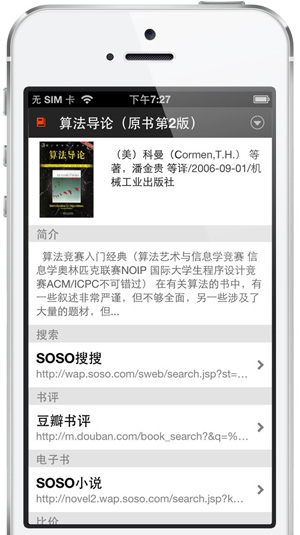 无 SIM 卡 下午7:27
算法导论（原书第2版）
算法导论
（美）科曼（Cormen,T.H.） 等
著，潘金贵 等译/2006-09-01/机
械工业出版社
简介
算法竞赛入门经典（算法艺术与信息学竞赛 信
息学奥林匹克联赛NOIP 国际大学生程序设计竞
赛ACM/ICPC不可错过） 在有关算法的书中，有
一些叙述非常严谨，但不够全面，另一些涉及了
大量的题材，但...
搜索
SOSO搜搜
http://wap.soso.com/sweb/search.jsp?st=...
书评
豆瓣书评
http://m.douban.com/book_search?&q=%...
电子书
SOSO小说
http://novel2.wap.soso.com/search.jsp?k...
比价